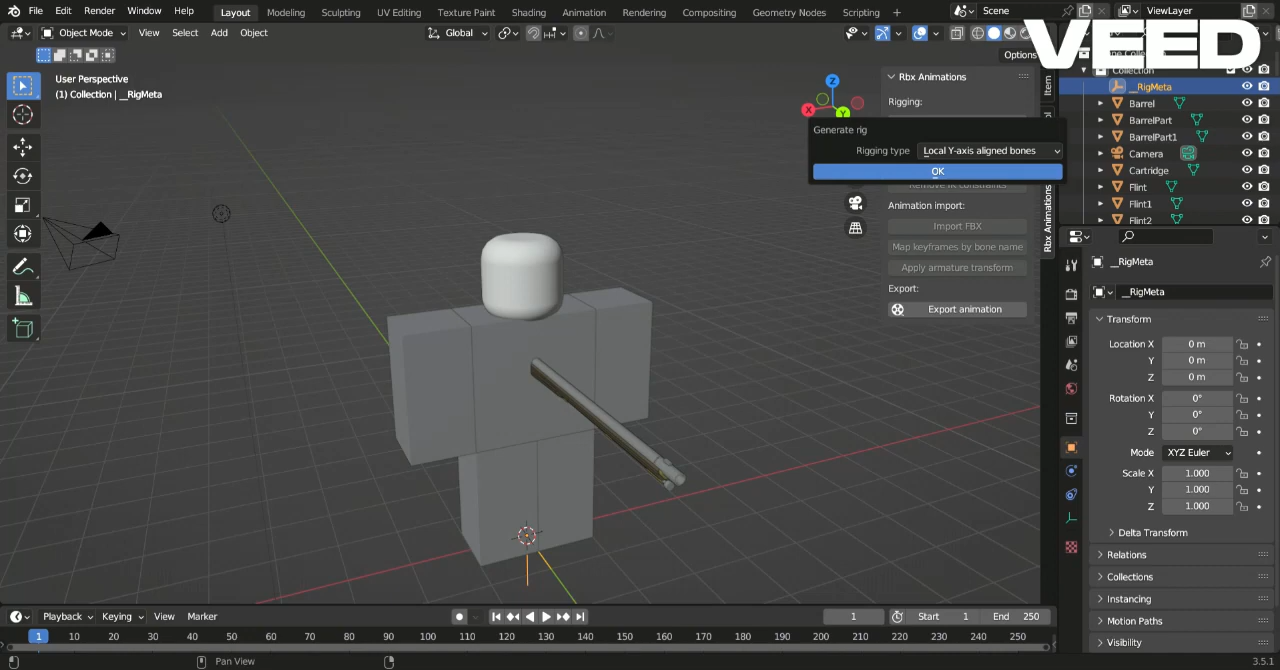 File Edit Render Window Help Layout Modeling Sculpting UV Editing Texture Paint Shading Animation Rendering Compositing Geometry Nodes Scripting + Scene ViewLayer
VEED
Object Mode View Select Add Object Global
Options
User Perspective
(1) Collection | __RigMeta
Rbx Animations
Rigging:
Generate rig
Rigging type Local Y-axis aligned bones
OK
Remove IK constraints
Animation import:
Import FBX
Map keyframes by bone name
Apply armature transform
Export:
Export animation
Item
Rbx Animations
X
Y
Z
Collection
__RigMeta
Barrel
BarrelPart
BarrelPart1
Camera
Cartridge
Flint
Flint1
Flint2
__RigMeta
__RigMeta
Transform
Location X 0 m
Y 0 m
Z 0 m
Rotation X 0°
Y 0°
Z 0°
Mode XYZ Euler
Scale X 1.000
Y 1.000
Z 1.000
Delta Transform
Relations
Collections
Instancing
Motion Paths
Visibility
Playback Keying View Marker 1 Start 1 End 250
1 10 20 30 40 50 60 70 80 90 100 110 120 130 140 150 160 170 180 190 200 210 220 230 240 250
Pan View 3.5.1